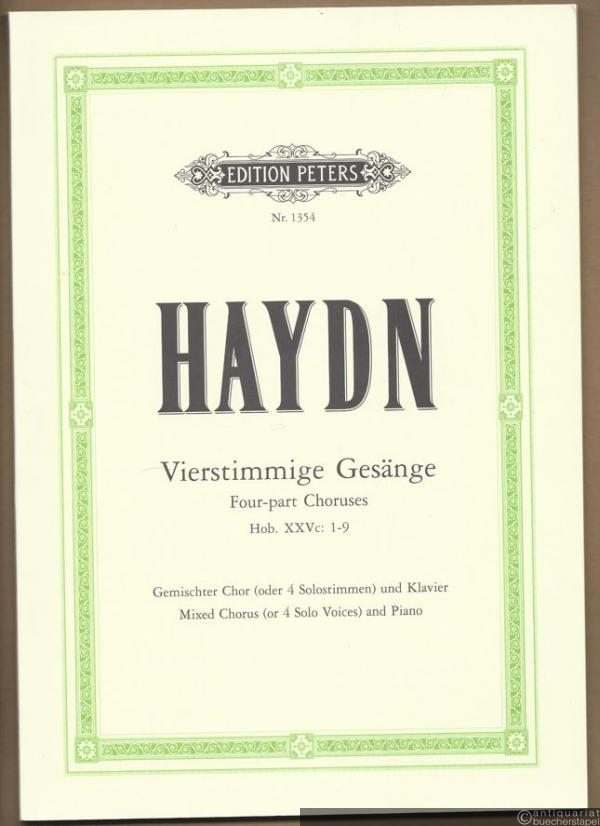 EDITION PETERS
Nr. 1354
HAYDN
Vierstimmige Gesänge
Four-part Choruses
Hob. XXVc: 1-9
Gemischter Chor (oder 4 Solostimmen) und Klavier
Mixed Chorus (or 4 Solo Voices) and Piano
©antiquariat
buecherstapel